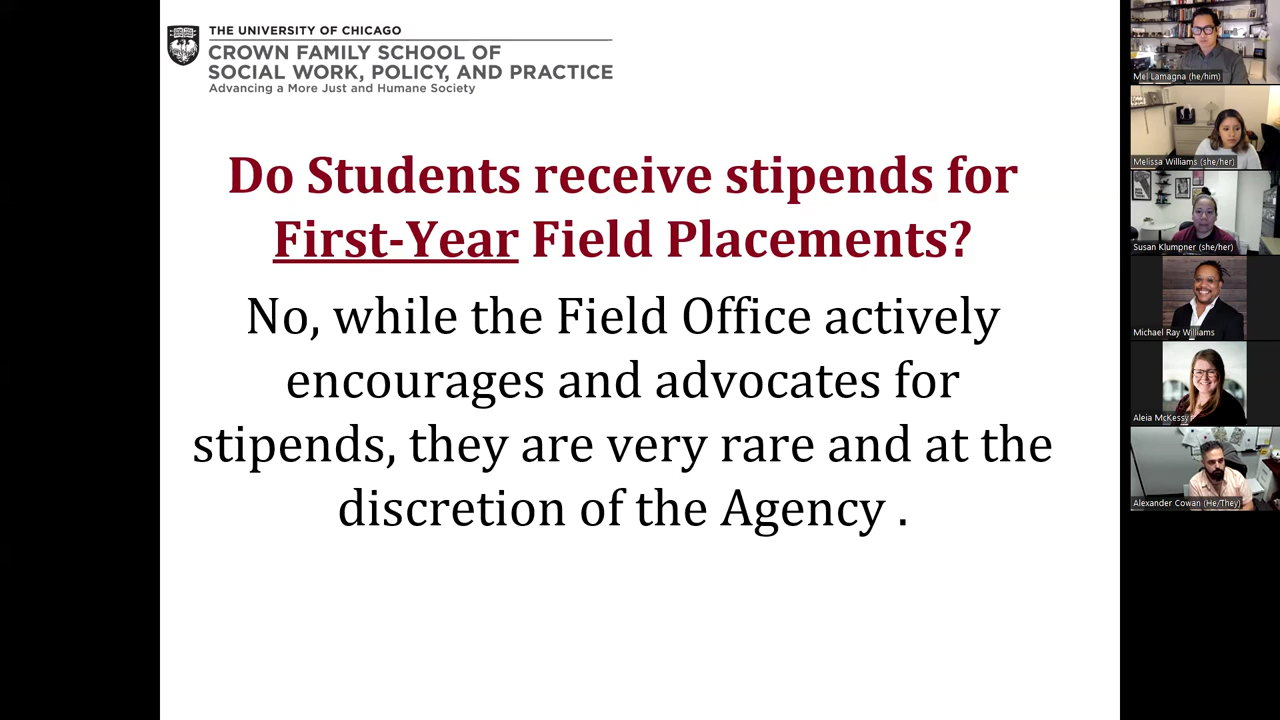 THE UNIVERSITY OF CHICAGO
CROWN FAMILY SCHOOL OF
SOCIAL WORK, POLICY, AND PRACTICE
Advancing a More Just and Humane Society
Do Students receive stipends for
First-Year Field Placements?
No, while the Field Office actively
encourages and advocates for
stipends, they are very rare and at the
discretion of the Agency .
Mel Lamagna (he/him)
Melissa Williams (she/her)
Susan Klumpner (she/her)
Michael Ray Williams
Aleia McKessy
Alexander Cowan (He/They)